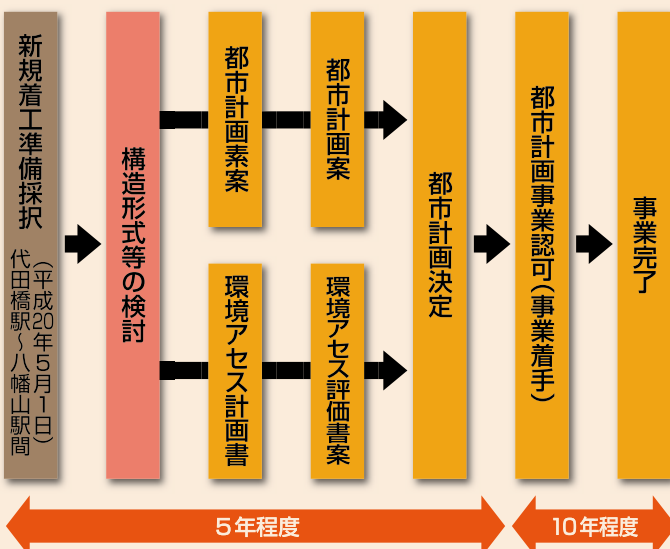 新規着工準備採択
（平成20年5月1日）
代田橋駅～八幡山駅間
構造形式等の検討
都市計画素案
都市計画案
環境アセス計画書
環境アセス評価書案
都市計画決定
都市計画事業認可（事業着手）
事業完了
5年程度
10年程度